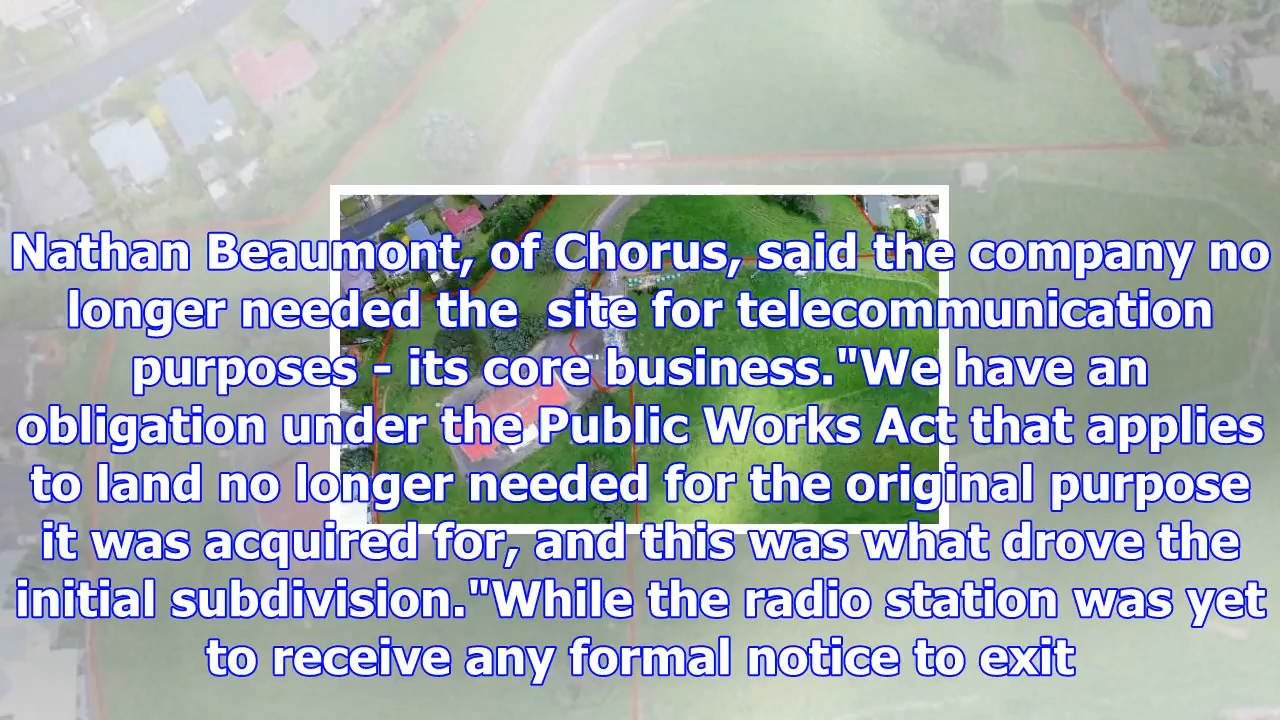 Nathan Beaumont, of Chorus, said the company no
longer needed the  site for telecommunication
purposes - its core business."We have an
obligation under the Public Works Act that applies
to land no longer needed for the original purpose
it was acquired for, and this was what drove the
initial subdivision."While the radio station was yet
to receive any formal notice to exit